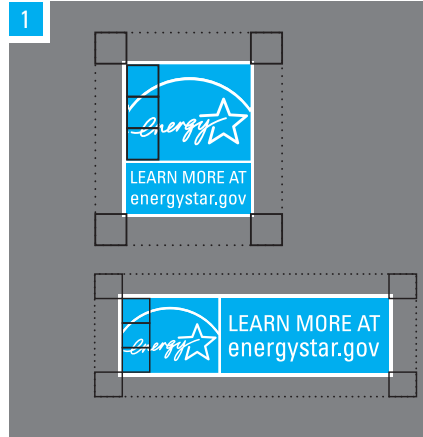 1
energy
LEARN MORE AT
energystar.gov
energy
LEARN MORE AT
energystar.gov